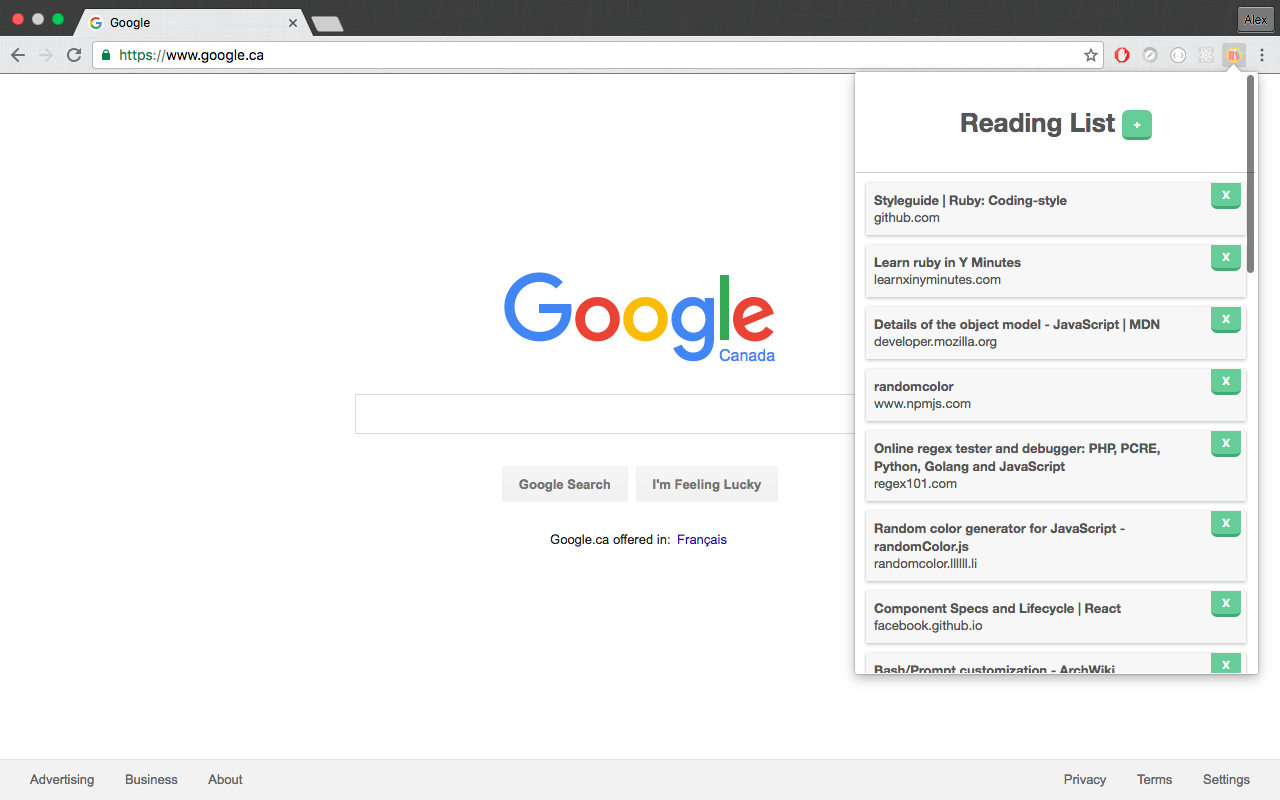 Google
Alex
https://www.google.ca
Reading List +
Styleguide | Ruby: Coding-style
github.com
X
Learn ruby in Y Minutes
learnxinyminutes.com
X
Details of the object model - JavaScript | MDN
developer.mozilla.org
X
randomcolor
www.npmjs.com
X
Online regex tester and debugger: PHP, PCRE,
Python, Golang and JavaScript
regex101.com
X
Random color generator for JavaScript -
randomColor.js
randomcolor.llllll.li
X
Component Specs and Lifecycle | React
facebook.github.io
X
Bash/Prompt customization - ArchWiki
X
Google
Canada
Google Search
I'm Feeling Lucky
Google.ca offered in: Français
Advertising Business About
Privacy Terms Settings